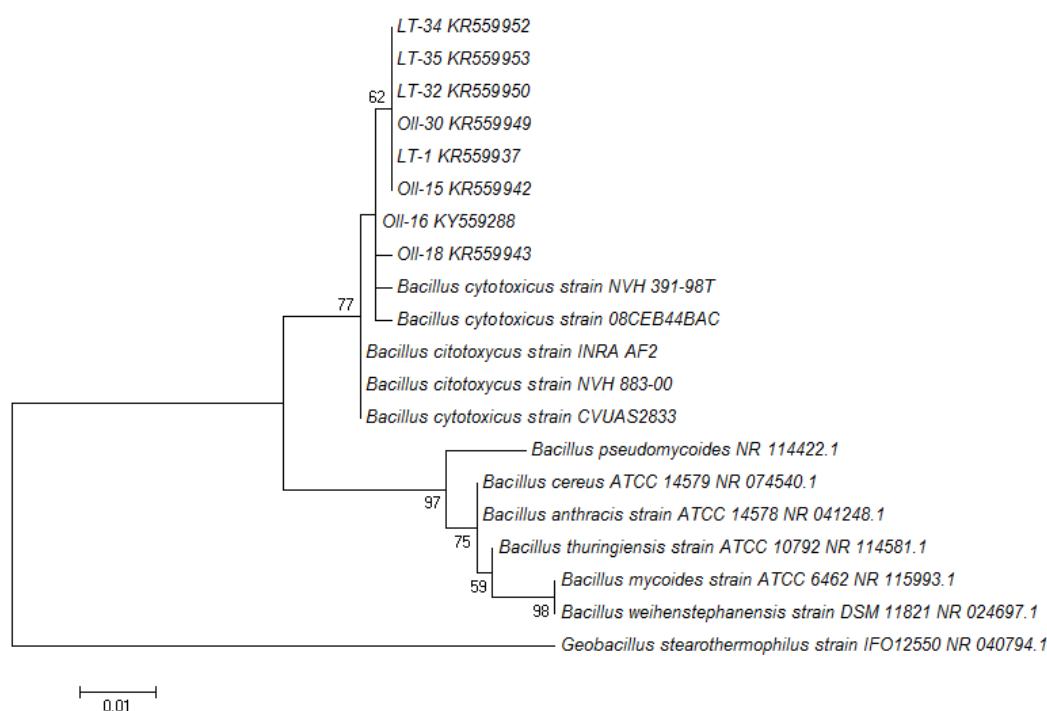 LT-34 KR559952
LT-35 KR559953
LT-32 KR559950
62
Oll-30 KR559949
LT-1 KR559937
Oll-15 KR559942
Oll-16 KY559288
Oll-18 KR559943
Bacillus cytotoxicus strain NVH 391-98T
77
Bacillus cytotoxicus strain 08CEB44BAC
Bacillus citotoxycus strain INRA AF2
Bacillus citotoxycus strain NVH 883-00
Bacillus cytotoxicus strain CVUAS2833
Bacillus pseudomycoides NR 114422.1
Bacillus cereus ATCC 14579 NR 074540.1
97
Bacillus anthracis strain ATCC 14578 NR 041248.1
75
Bacillus thuringiensis strain ATCC 10792 NR 114581.1
Bacillus mycoides strain ATCC 6462 NR 115993.1
59
Bacillus weihenstephanensis strain DSM 11821 NR 024697.1
98
Geobacillus stearothermophilus strain IFO12550 NR 040794.1
0.01